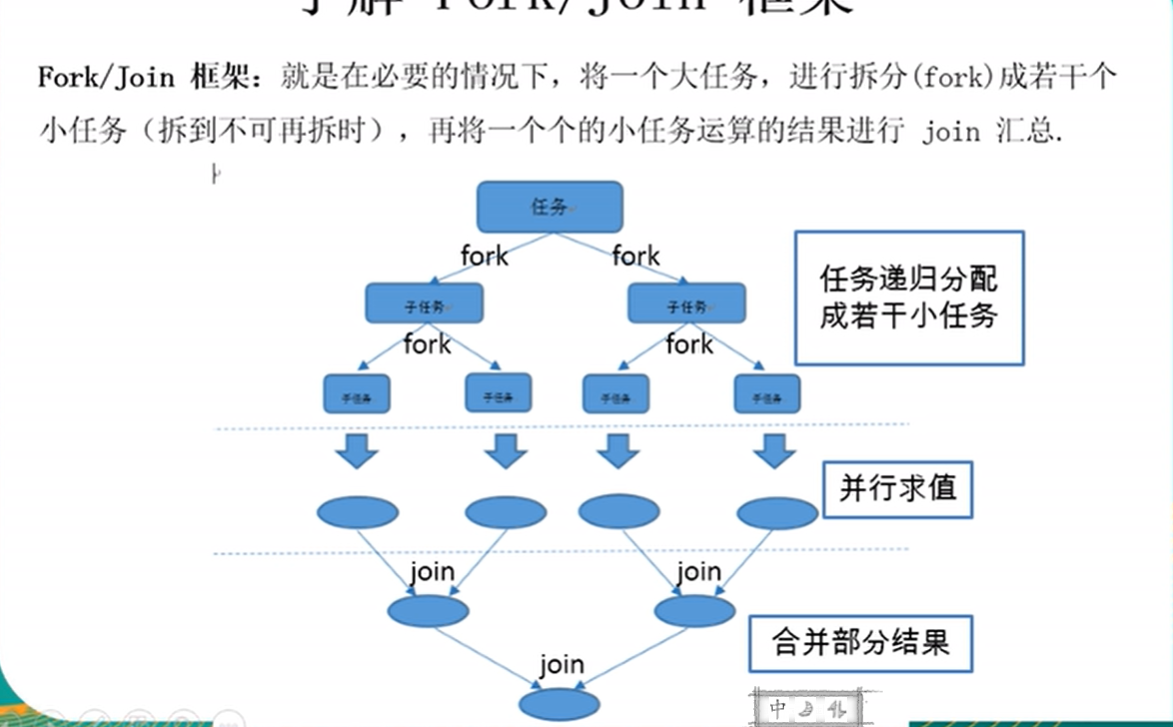 了解 Fork/Join 框架
Fork/Join 框架：就是在必要的情况下，将一个大任务，进行拆分(fork)成若干个
小任务（拆到不可再拆时），再将一个个的小任务运算的结果进行 join 汇总.
任务
fork
fork
子任务
子任务
任务递归分配
成若干小任务
fork
fork
子任务
子任务
子任务
子任务
并行求值
join
join
合并部分结果
join
中